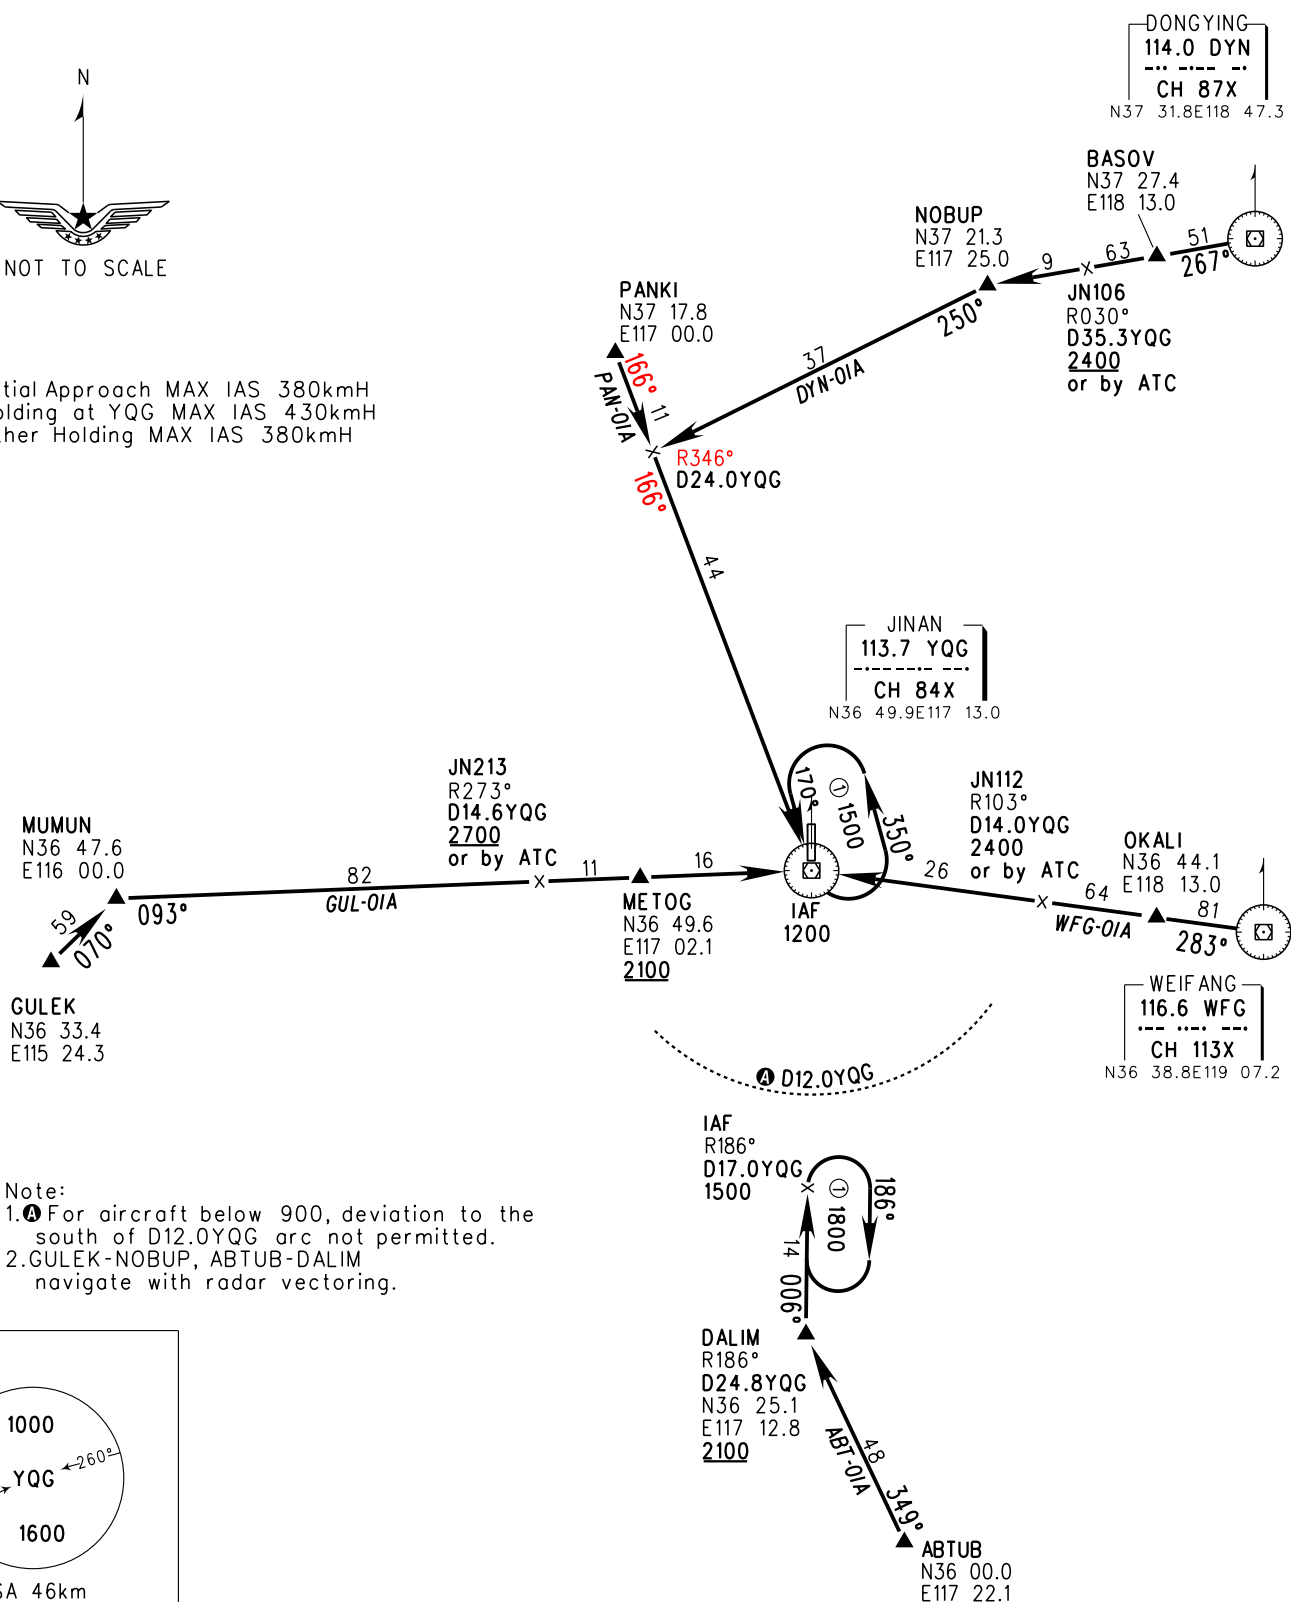 DONGYING
114.0 DYN
CH 87X
N37 31.8E118 47.3
N
NOT TO SCALE
BASOV
N37 27.4
E118 13.0
NOBUP
N37 21.3
E117 25.0
51
267°
63
9
JN106
R030°
D35.3YQG
2400
or by ATC
PANKI
N37 17.8
E117 00.0
250°
37
DYN-01A
166°
11
PAN-01A
tial Approach MAX IAS 380kmH
olding at YQG MAX IAS 430kmH
her Holding MAX IAS 380kmH
R346°
D24.0YQG
166°
44
JINAN
113.7 YQG
CH 84X
N36 49.9E117 13.0
170°
① 1500
350°
JN213
R273°
D14.6YQG
2700
or by ATC
JN112
R103°
D14.0YQG
2400
or by ATC
MUMUN
N36 47.6
E116 00.0
OKALI
N36 44.1
E118 13.0
59
070°
093°
82
GUL-01A
11
16
26
64
WFG-01A
81
283°
METOG
N36 49.6
E117 02.1
2100
IAF
1200
GULEK
N36 33.4
E115 24.3
WEIFANG
116.6 WFG
CH 113X
N36 38.8E119 07.2
A D12.0YQG
IAF
R186°
D17.0YQG
1500
① 1800
186°
14
006°
Note:
1.A For aircraft below 900, deviation to the
south of D12.0YQG arc not permitted.
2.GULEK-NOBUP, ABTUB-DALIM
navigate with radar vectoring.
DALIM
R186°
D24.8YQG
N36 25.1
E117 12.8
2100
48
ABT-01A
349°
1000
260°
YQG
1600
SA 46km
ABTUB
N36 00.0
E117 22.1